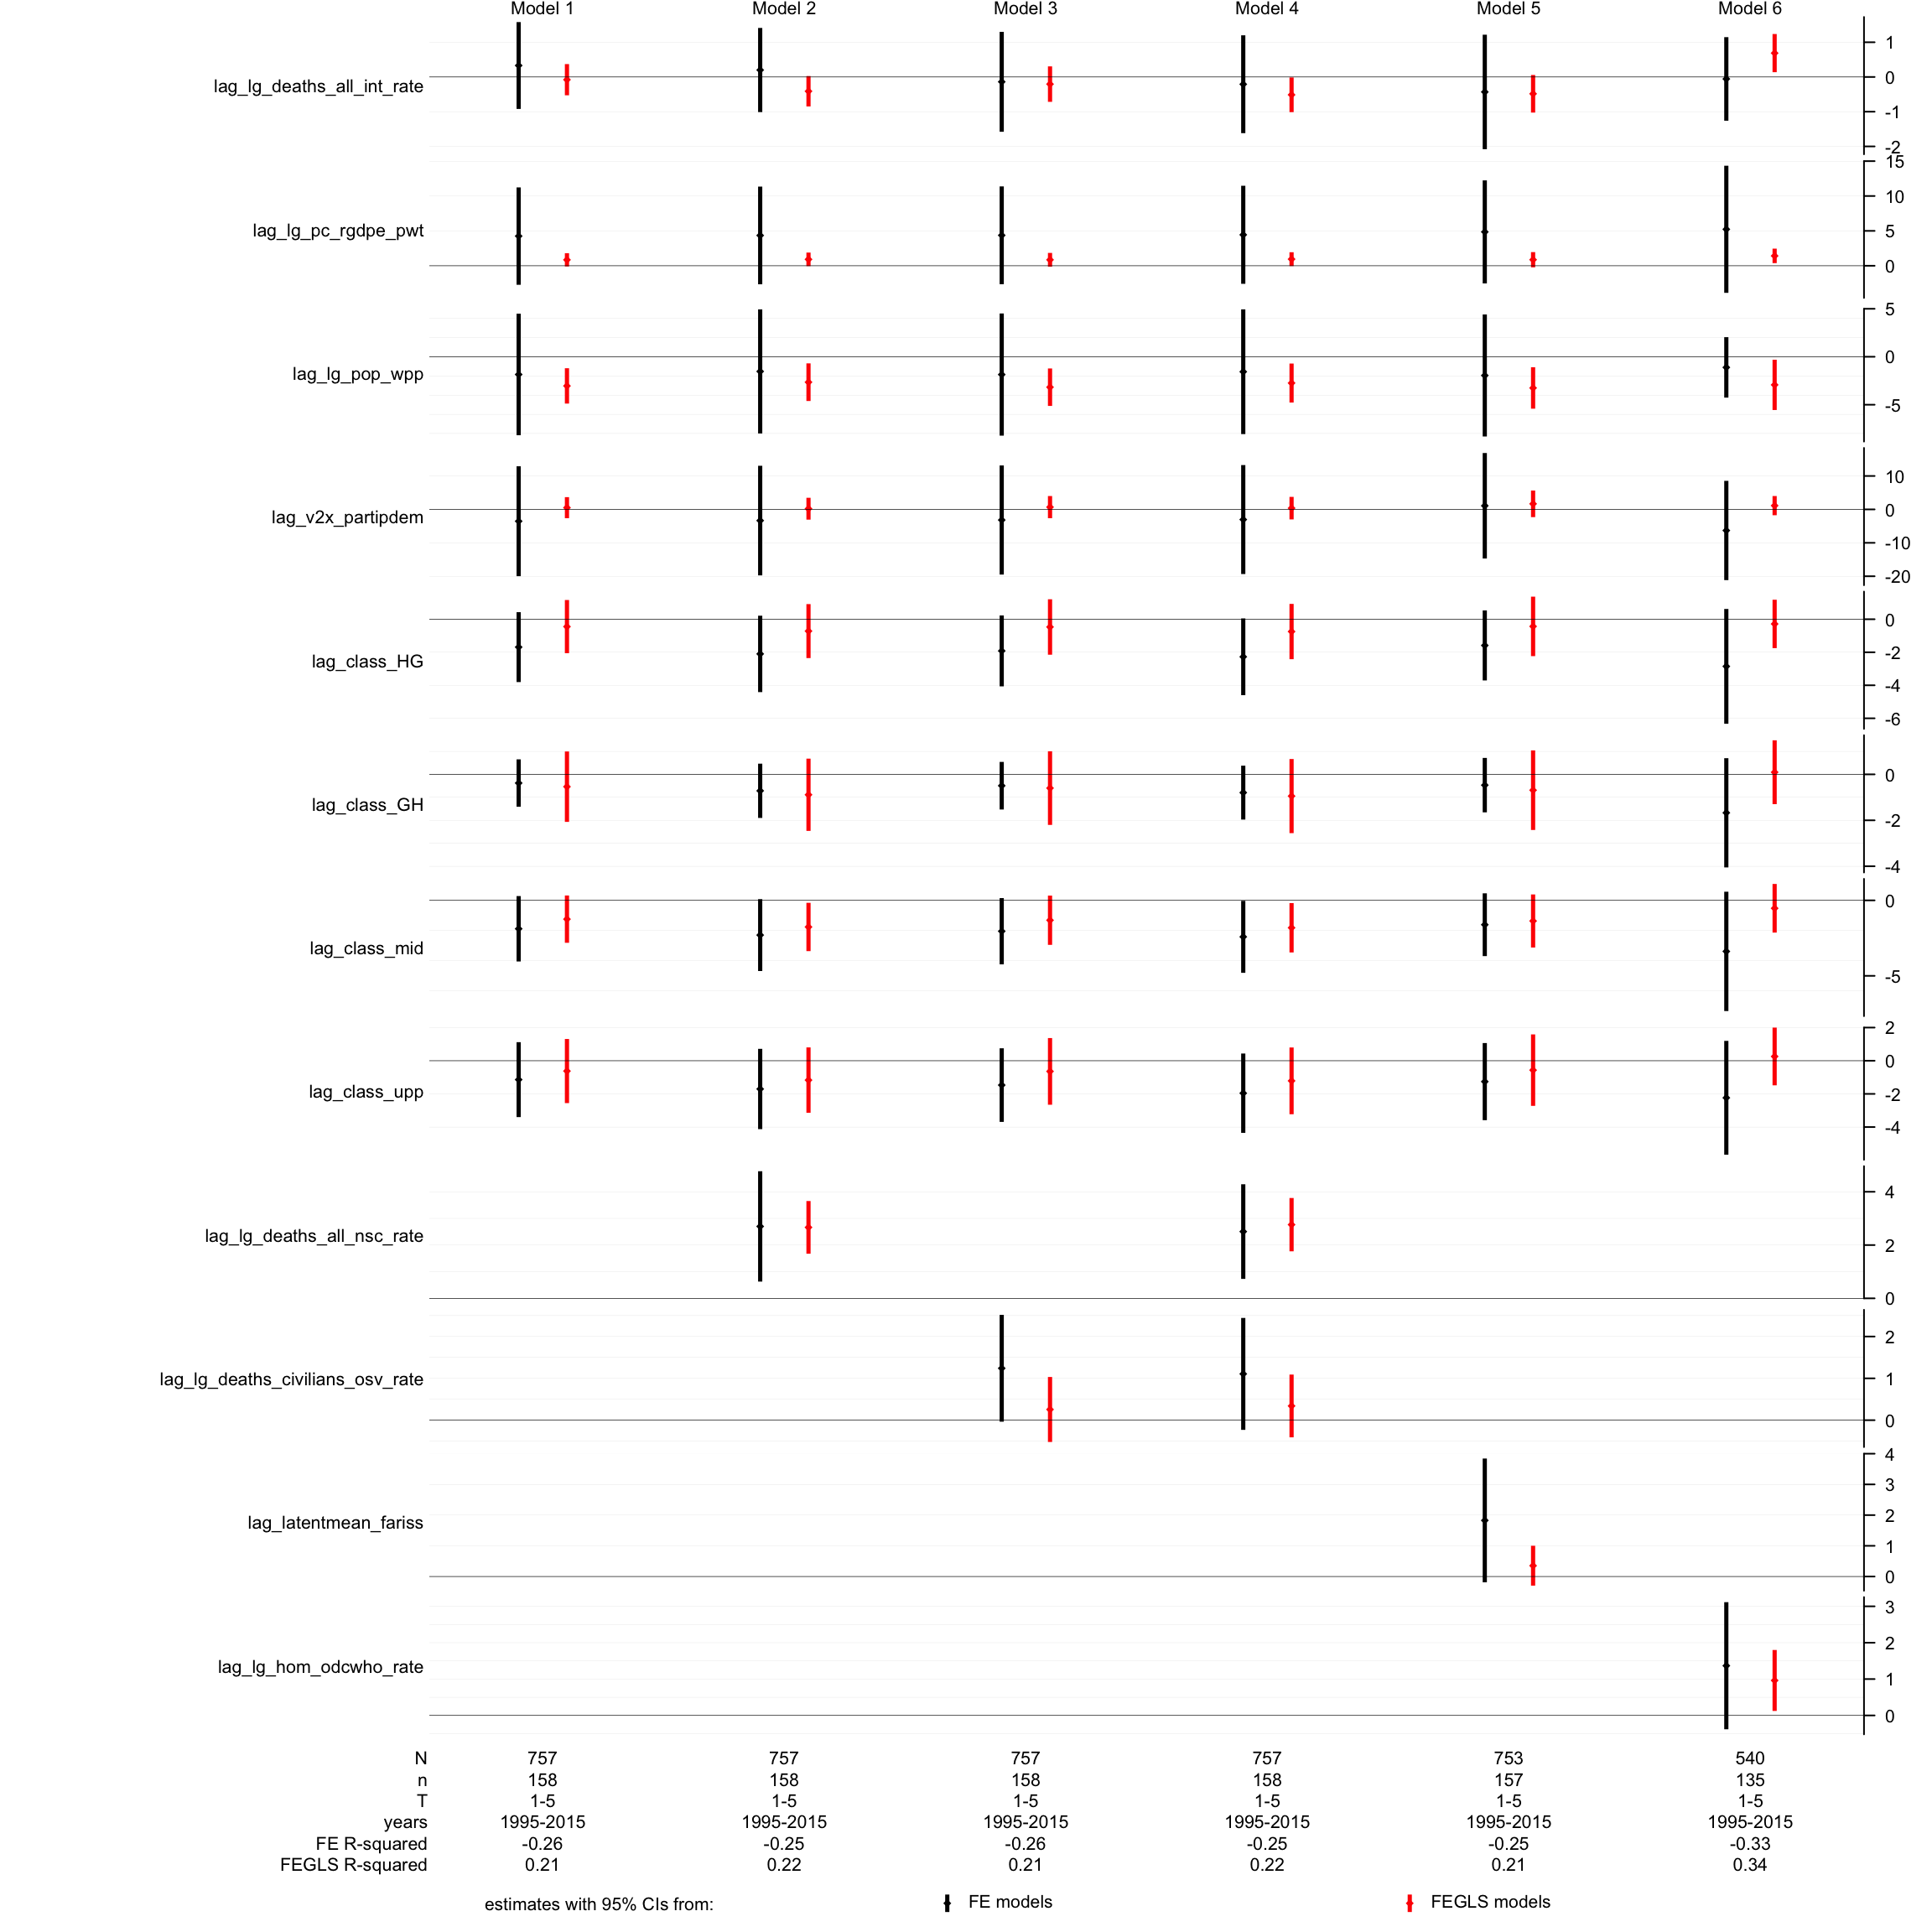 Model 1 Model 2 Model 3 Model 4 Model 5 Model 6
lag_lg_deaths_all_int_rate
1
0
-1
-2
lag_lg_pc_rgdpe_pwt
15
10
5
0
lag_lg_pop_wpp
5
0
-5
lag_v2x_partipdem
10
0
-10
-20
lag_class_HG
0
-2
-4
-6
lag_class_GH
0
-2
-4
lag_class_mid
0
-5
lag_class_upp
2
0
-2
-4
lag_lg_deaths_all_nsc_rate
4
2
0
lag_lg_deaths_civilians_osv_rate
2
1
0
lag_latentmean_fariss
4
3
2
1
0
lag_lg_hom_odcwho_rate
3
2
1
0
N 757 757 757 757 753 540
n 158 158 158 158 157 135
T 1-5 1-5 1-5 1-5 1-5 1-5
years 1995-2015 1995-2015 1995-2015 1995-2015 1995-2015 1995-2015
FE R-squared -0.26 -0.25 -0.26 -0.25 -0.25 -0.33
FEGLS R-squared 0.21 0.22 0.21 0.22 0.21 0.34
estimates with 95% CIs from: FE models FEGLS models